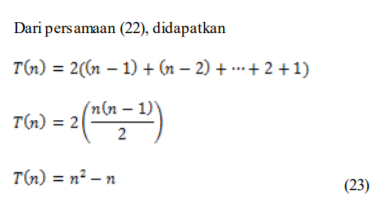 Dari persamaan (22), didapatkan
T(n) = 2((n − 1) + (n − 2) + ⋯ + 2 + 1)
T(n) = 2(n(n − 1)/2)
T(n) = n² − n
(23)